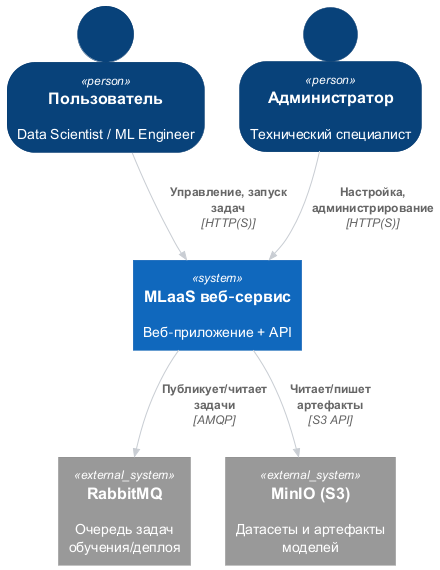 «person»
Пользователь
Data Scientist / ML Engineer
«person»
Администратор
Технический специалист
Управление, запуск
задач
[HTTP(S)]
Настройка,
администрирование
[HTTP(S)]
«system»
MLaaS веб-сервис
Веб-приложение + API
Публикует/читает
задачи
[AMQP]
Читает/пишет
артефакты
[S3 API]
«external_system»
RabbitMQ
Очередь задач
обучения/деплоя
«external_system»
MinIO (S3)
Датасеты и артефакты
моделей